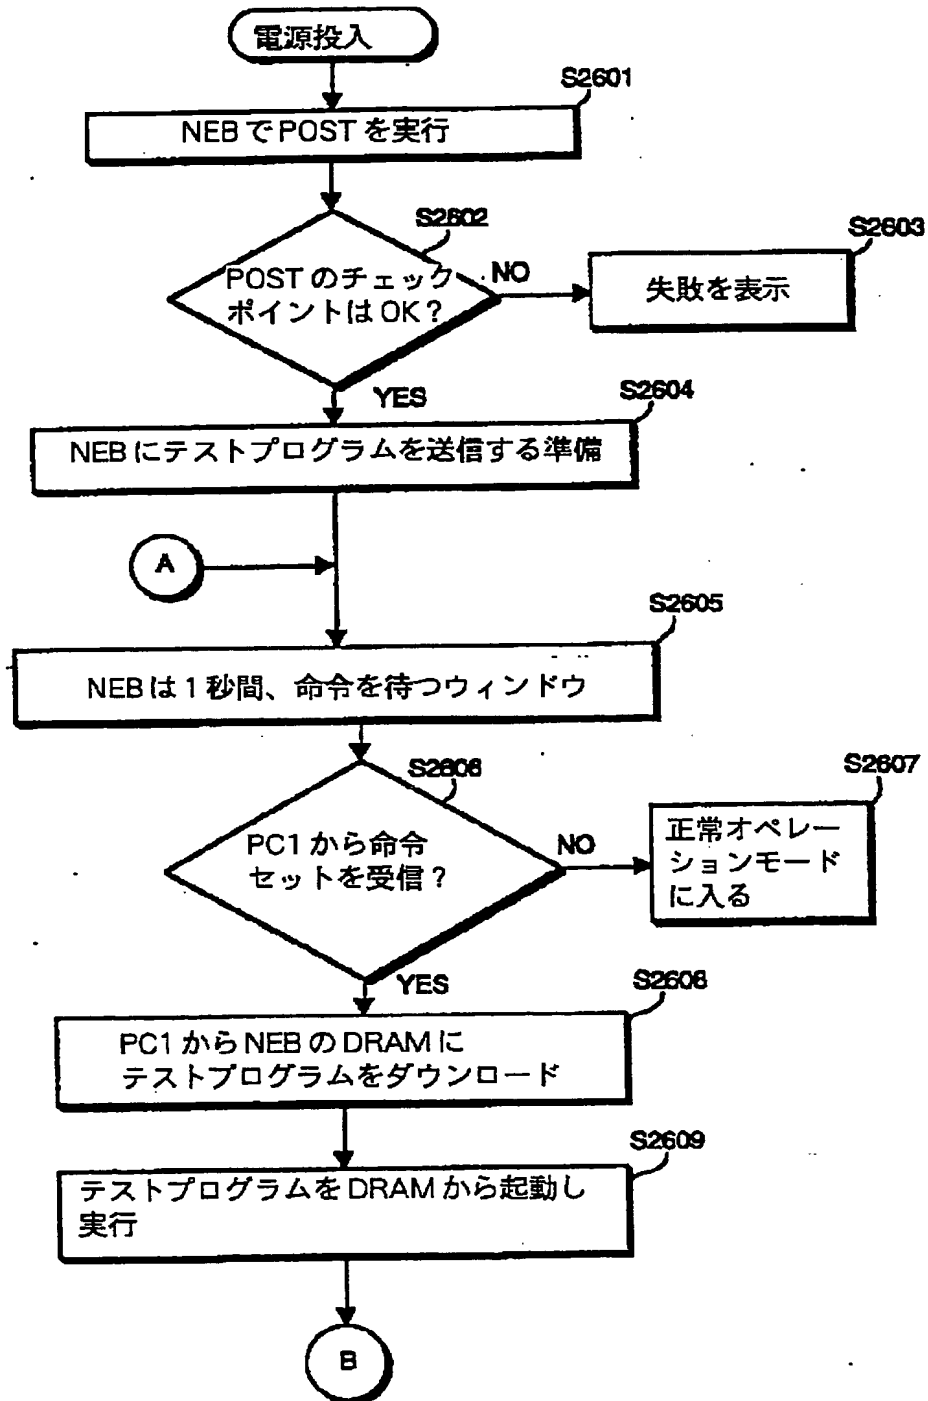 電源投入
S2601
NEBでPOSTを実行
S2602
POSTのチェック
ポイントはOK?
NO
S2603
失敗を表示
YES
S2604
NEBにテストプログラムを送信する準備
A
S2605
NEBは1秒間、命令を待つウィンドウ
S2606
PC1から命令
セットを受信?
NO
S2607
正常オペレー
ションモード
に入る
YES
S2608
PC1からNEBのDRAMに
テストプログラムをダウンロード
S2609
テストプログラムをDRAMから起動し
実行
B